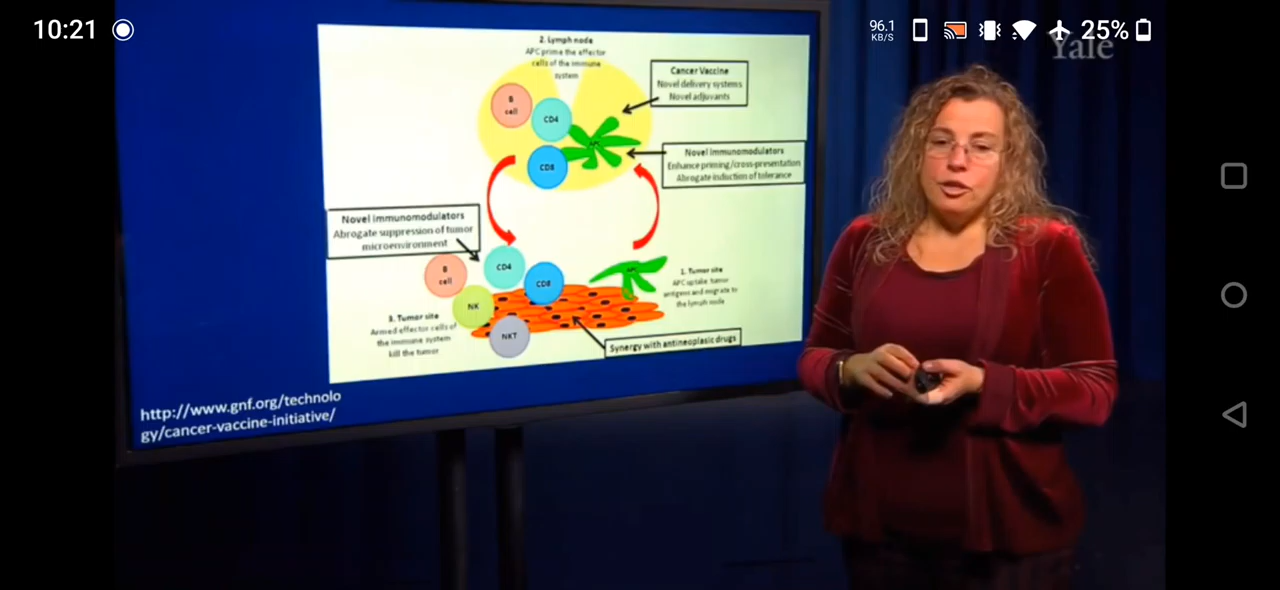 10:21
96.1
KB/S
25%
Yale
2. Lymph node
APC prime the effector
cells of the immune
system
Cancer Vaccine
Novel delivery systems
Novel adjuvants
B
cell
CD4
APC
CD8
Novel immunomodulators
Enhance priming/cross-presentation
Abrogate induction of tolerance
Novel immunomodulators
Abrogate suppression of tumor
microenvironment
B
cell
CD4
CD8
APC
NK
NKT
1. Tumor site
APC uptake tumor
antigens and migrate to
the lymph node
3. Tumor site
Armed effector cells of
the immune system
kill the tumor
Synergy with antineoplasic drugs
http://www.gnf.org/technolo
gy/cancer-vaccine-initiative/